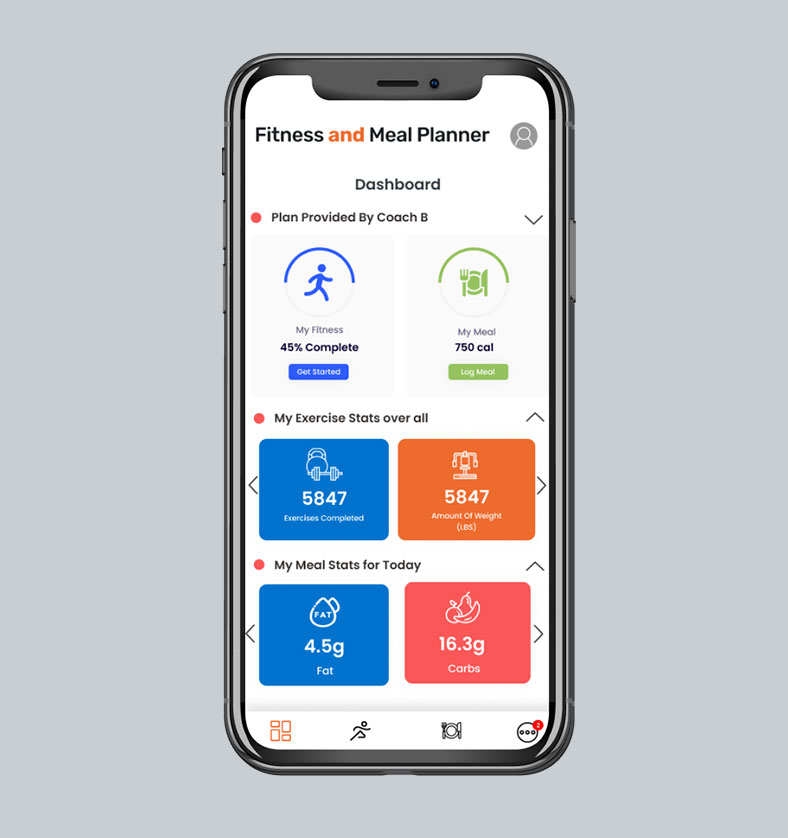 Fitness and Meal Planner
Dashboard
Plan Provided By Coach B
My Fitness
45% Complete
Get Started
My Meal
750 cal
Log Meal
My Exercise Stats over all
5847
Exercises Completed
5847
Amount Of Weight
(LBS)
My Meal Stats for Today
FAT
4.5g
Fat
16.3g
Carbs
2